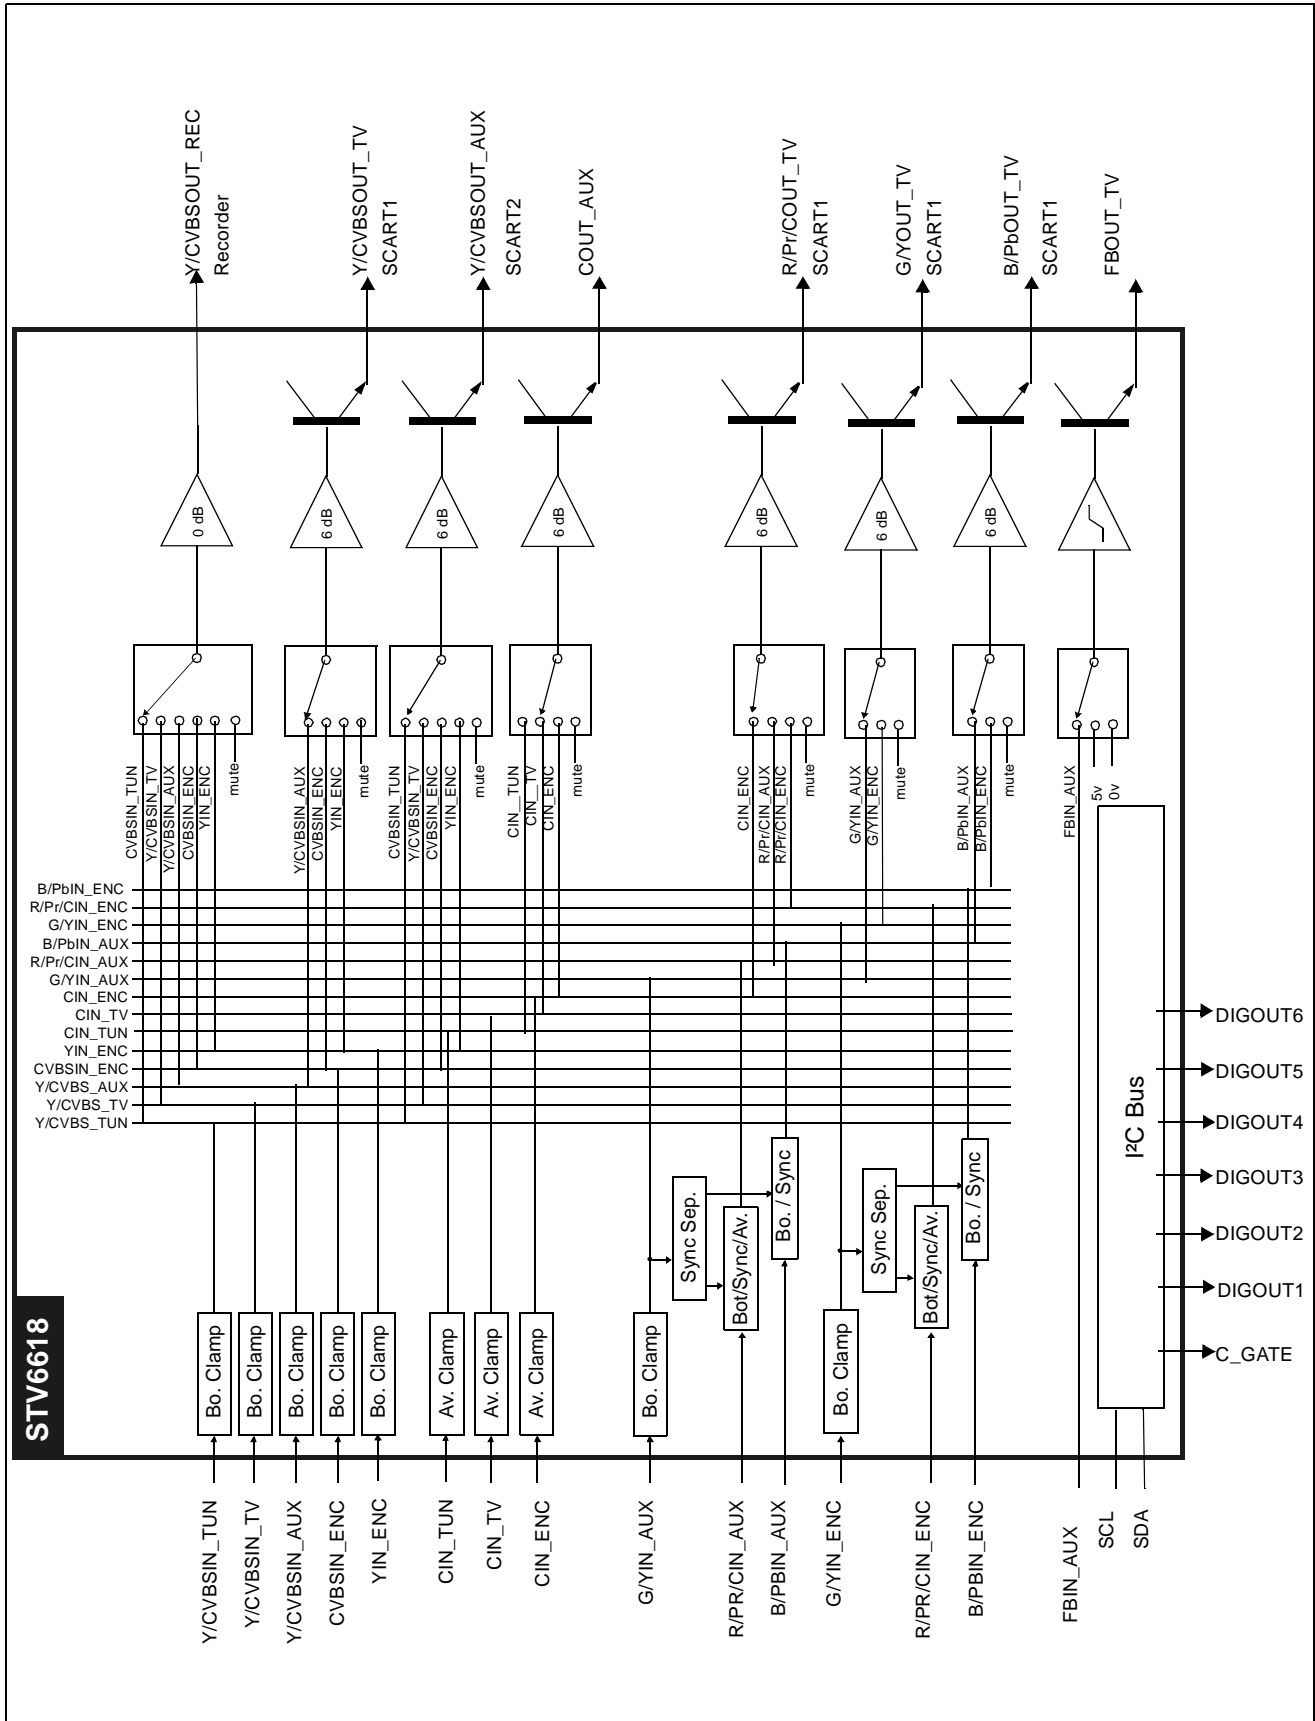 Y/CVBSOUT_REC
Recorder
Y/CVBSOUT_TV
SCART1
Y/CVBSOUT_AUX
SCART2
COUT_AUX
R/Pr/COUT_TV
SCART1
G/YOUT_TV
SCART1
B/PbOUT_TV
SCART1
FBOUT_TV
0 dB
6 dB
6 dB
6 dB
6 dB
6 dB
6 dB
CVBSIN_TUN
Y/CVBSIN_TV
Y/CVBSIN_AUX
CVBSIN_ENC
YIN_ENC
mute
Y/CVBSIN_AUX
CVBSIN_ENC
YIN_ENC
mute
CVBSIN_TUN
Y/CVBSIN_TV
CVBSIN_ENC
YIN_ENC
mute
CIN__TUN
CIN__TV
CIN_ENC
mute
CIN_ENC
R/Pr/CIN_AUX
R/Pr/CIN_ENC
mute
G/YIN_AUX
G/YIN_ENC
mute
B/PbIN_AUX
B/PbIN_ENC
mute
FBIN_AUX
5v
0v
B/PbIN_ENC
R/Pr/CIN_ENC
G/YIN_ENC
B/PbIN_AUX
R/Pr/CIN_AUX
G/YIN_AUX
CIN_ENC
CIN_TV
CIN_TUN
YIN_ENC
CVBSIN_ENC
Y/CVBS_AUX
Y/CVBS_TV
Y/CVBS_TUN
I²C Bus
DIGOUT6
DIGOUT5
DIGOUT4
DIGOUT3
DIGOUT2
DIGOUT1
C_GATE
Sync Sep.
Bot/Sync/Av.
Bo. / Sync
Sync Sep.
Bot/Sync/Av.
Bo. / Sync
STV6618
Bo. Clamp
Bo. Clamp
Bo. Clamp
Bo. Clamp
Bo. Clamp
Av. Clamp
Av. Clamp
Av. Clamp
Bo. Clamp
Bo. Clamp
Y/CVBSIN_TUN
Y/CVBSIN_TV
Y/CVBSIN_AUX
CVBSIN_ENC
YIN_ENC
CIN_TUN
CIN_TV
CIN_ENC
G/YIN_AUX
R/PR/CIN_AUX
B/PBIN_AUX
G/YIN_ENC
R/PR/CIN_ENC
B/PBIN_ENC
FBIN_AUX
SCL
SDA